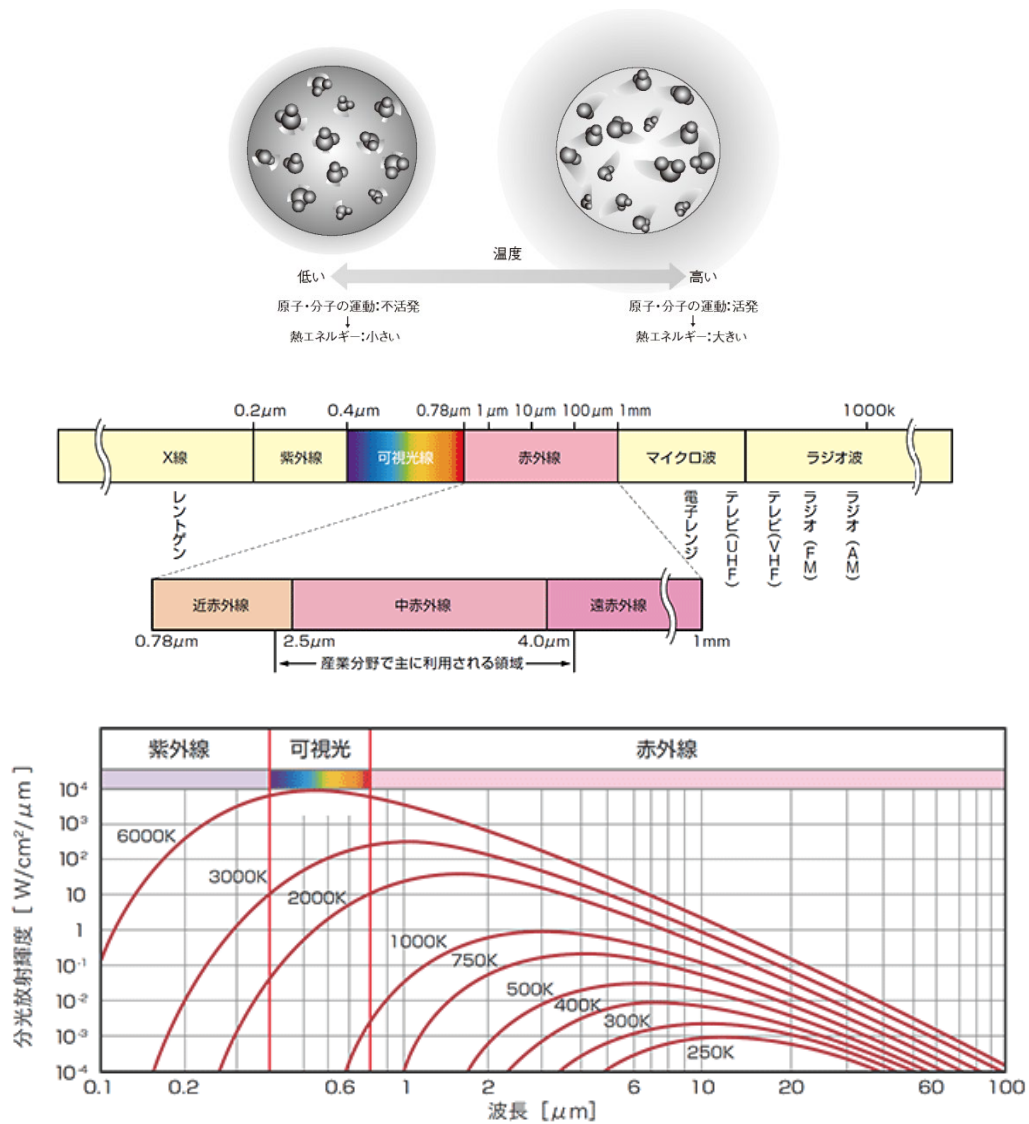 温度
低い
高い
原子・分子の運動:不活発
↓
熱エネルギー:小さい
原子・分子の運動:活発
↓
熱エネルギー:大きい
0.2μm 0.4μm 0.78μm 1μm 10μm 100μm 1mm 1000k
X線 紫外線 可視光線 赤外線 マイクロ波 ラジオ波
レントゲン
電子レンジ
テレビ(UHF)
テレビ(VHF)
ラジオ(FM)
ラジオ(AM)
近赤外線 中赤外線 遠赤外線
0.78μm 2.5μm 4.0μm 1mm
産業分野で主に利用される領域
紫外線 可視光 赤外線
分光放射輝度 [ W/cm²/μm ]
10⁴
10³
10²
10
1
10⁻¹
10⁻²
10⁻³
10⁻⁴
6000K
3000K
2000K
1000K
750K
500K
400K
300K
250K
0.1 0.2 0.6 1 2 6 10 20 60 100
波長 [μm]